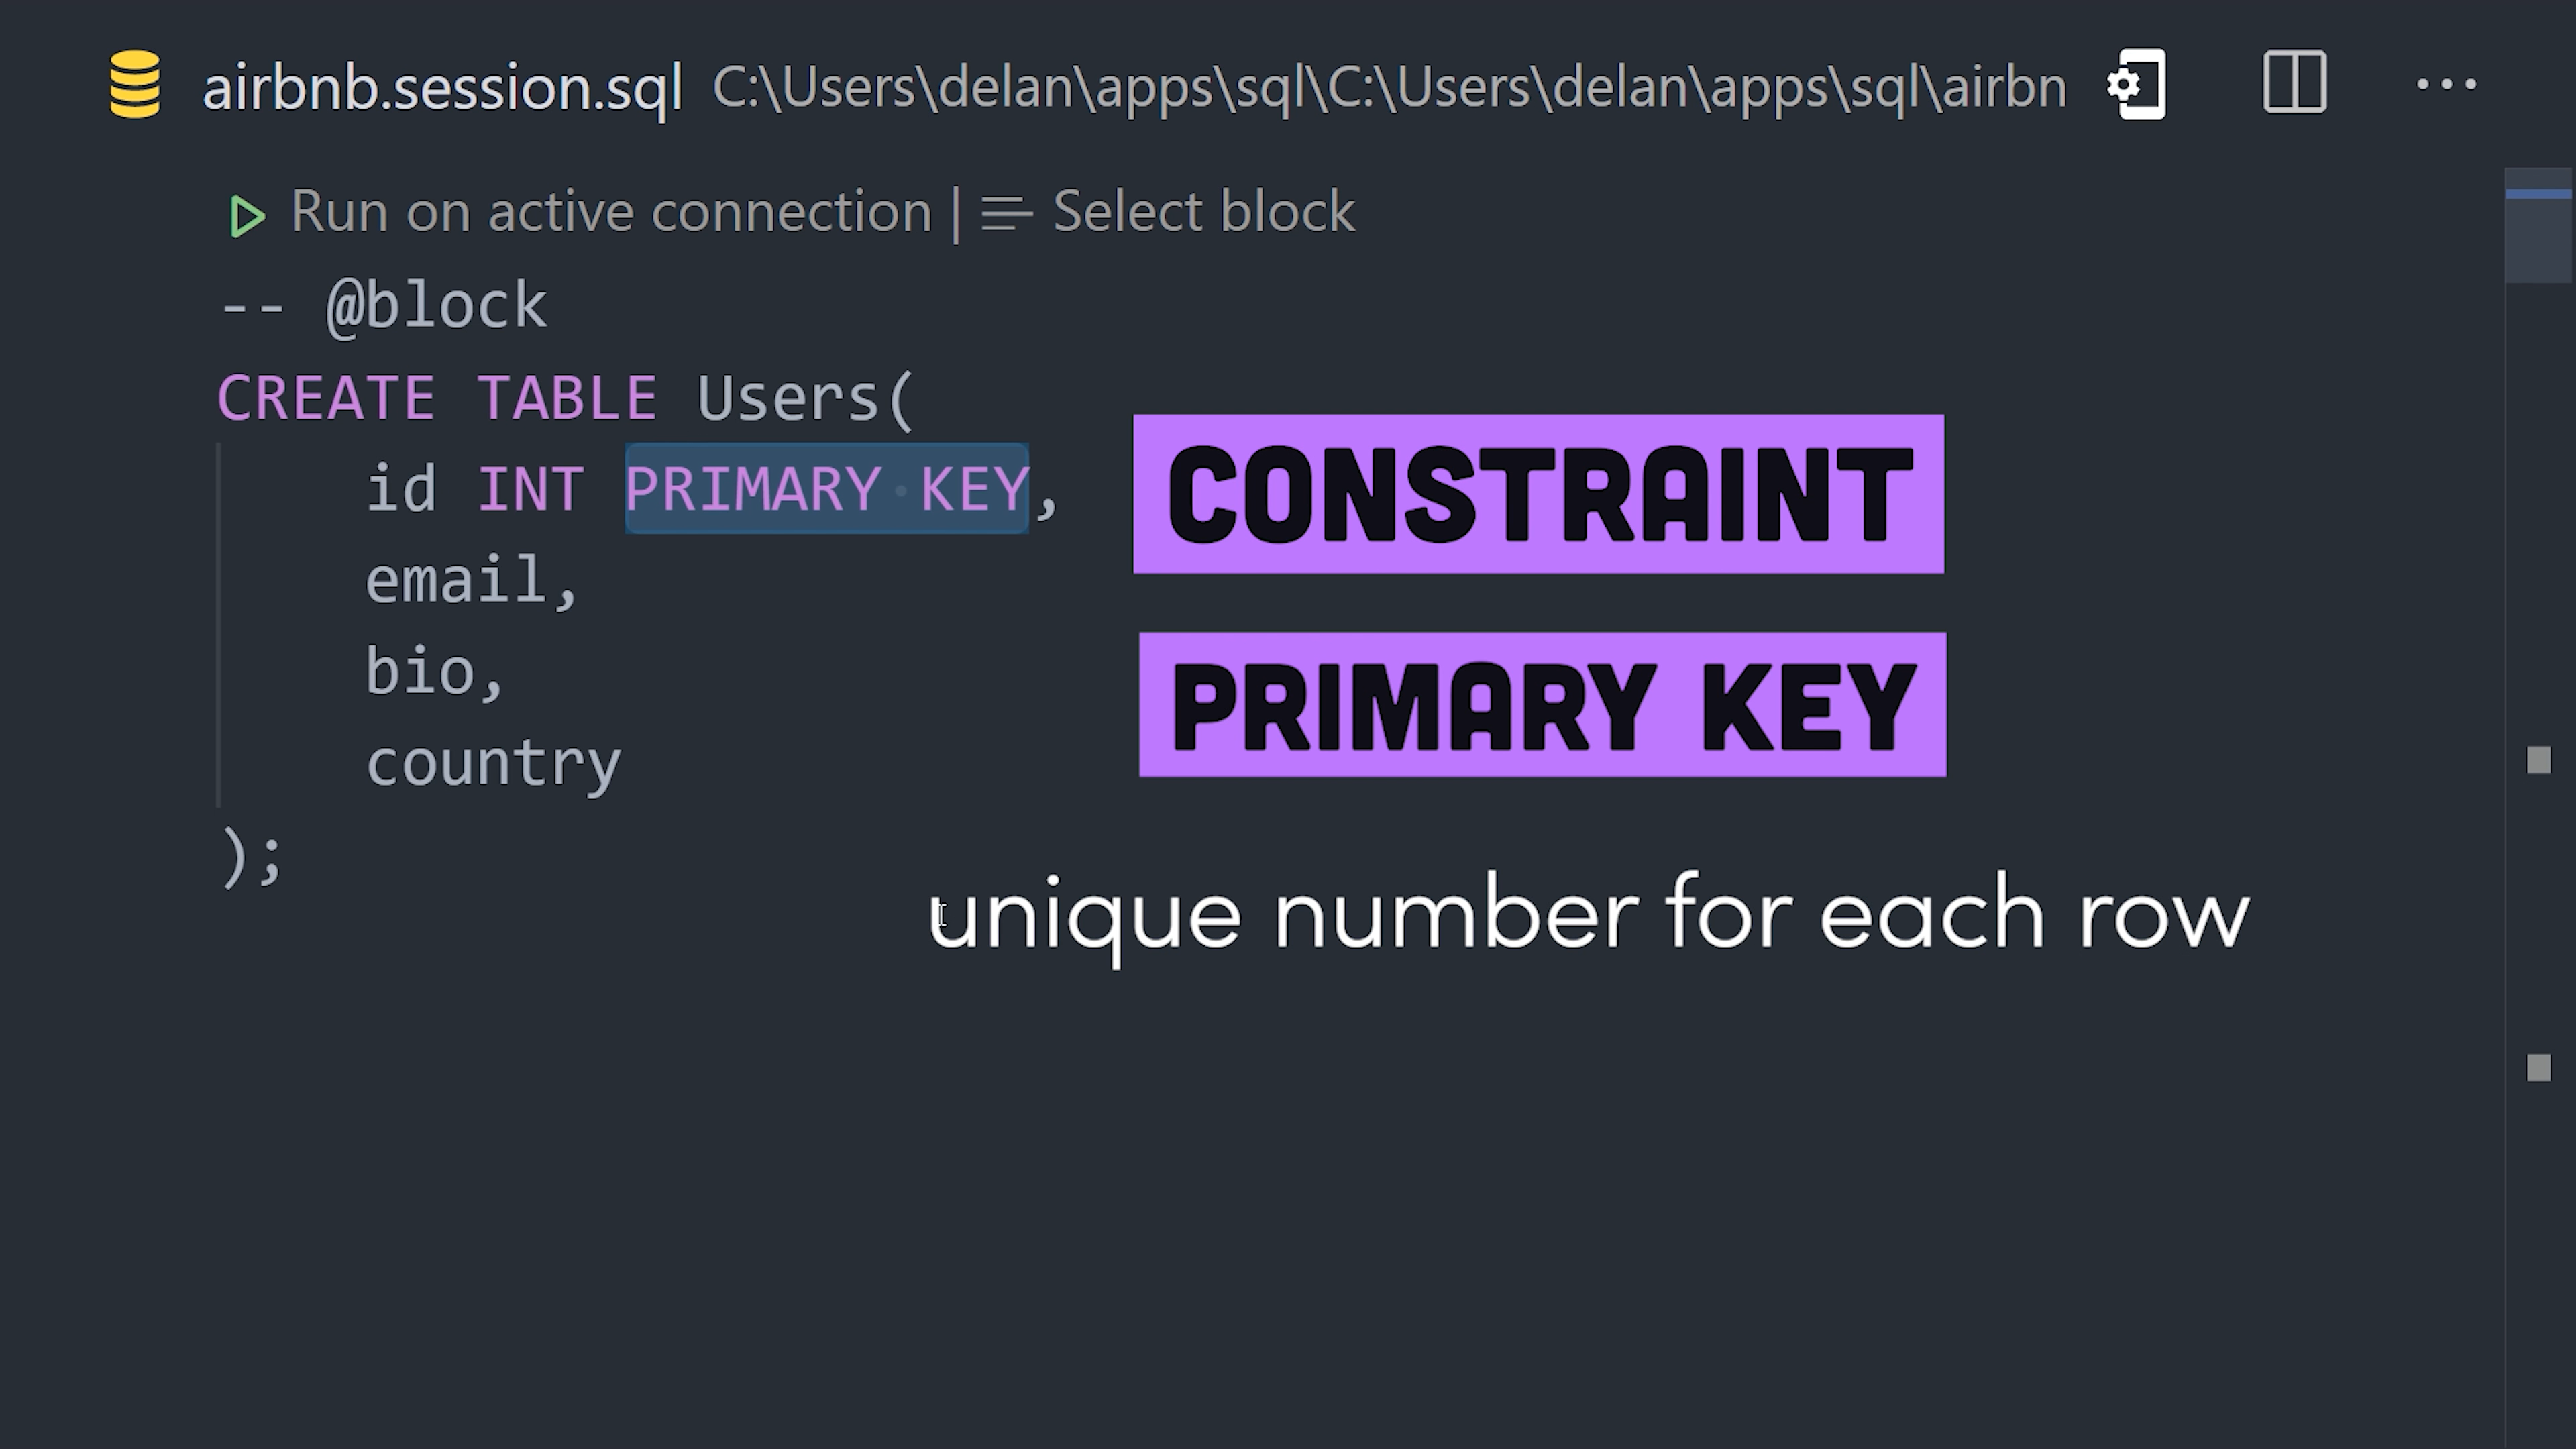 airbnb.session.sql C:\Users\delan\apps\sql\C:\Users\delan\apps\sql\airbn
Run on active connection | Select block
-- @block
CREATE TABLE Users(
id INT PRIMARY KEY,
CONSTRAINT
email,
bio,
PRIMARY KEY
country
);
unique number for each row